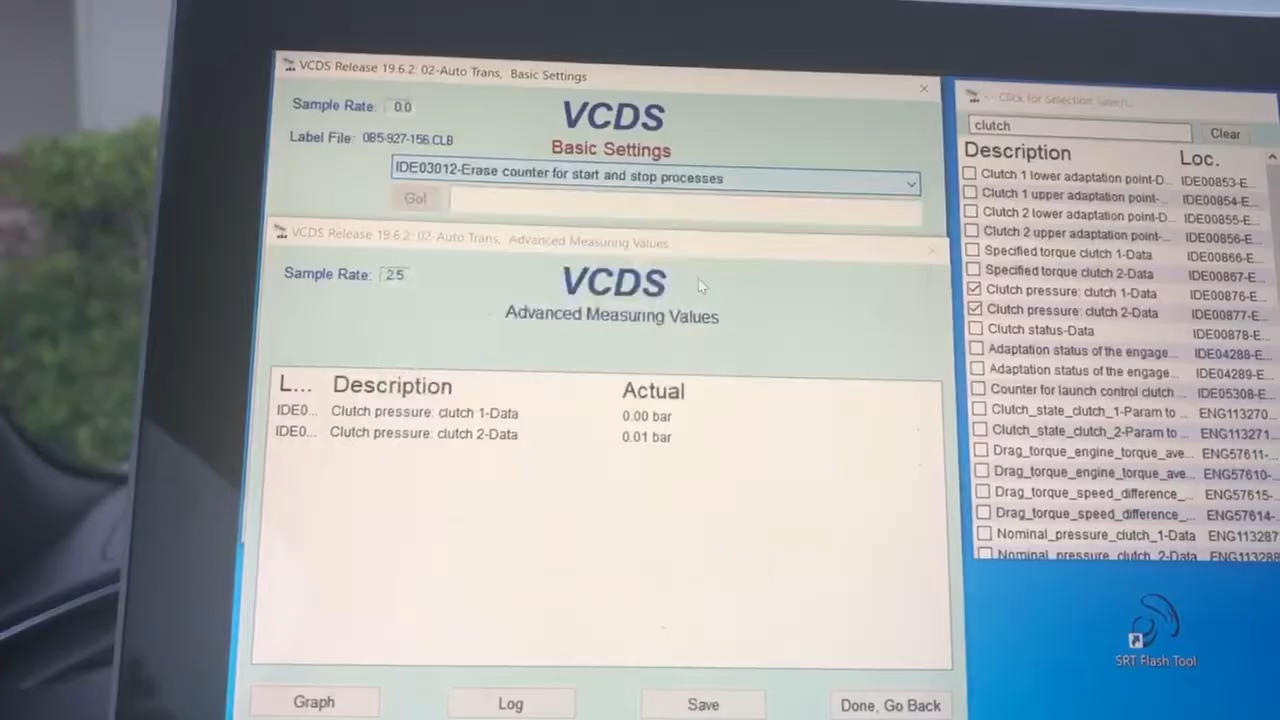 VCDS Release 19.6.2: 02-Auto Trans, Basic Settings
Sample Rate: 0.0
VCDS
Label File: 0B5-927-156.CLB
Basic Settings
IDE03012-Erase counter for start and stop processes
Go!
VCDS Release 19.6.2: 02-Auto Trans, Advanced Measuring Values
Sample Rate: 2.5
VCDS
Advanced Measuring Values
L... Description Actual
IDE0... Clutch pressure: clutch 1-Data 0.00 bar
IDE0... Clutch pressure: clutch 2-Data 0.01 bar
Graph Log Save Done, Go Back
Click for Selection
clutch Clear
Description Loc.
Clutch 1 lower adaptation point-D... IDE00853-E...
Clutch 1 upper adaptation point-... IDE00854-E...
Clutch 2 lower adaptation point-D... IDE00855-E...
Clutch 2 upper adaptation point-... IDE00856-E...
Specified torque clutch 1-Data IDE00866-E...
Specified torque clutch 2-Data IDE00867-E...
Clutch pressure: clutch 1-Data IDE00876-E...
Clutch pressure: clutch 2-Data IDE00877-E...
Clutch status-Data IDE00878-E...
Adaptation status of the engage... IDE04288-E...
Adaptation status of the engage... IDE04289-E...
Counter for launch control clutch... IDE05308-E...
Clutch_state_clutch_1-Param to ... ENG113270...
Clutch_state_clutch_2-Param to ... ENG113271...
Drag_torque_engine_torque_ave... ENG57611-...
Drag_torque_engine_torque_ave... ENG57610-...
Drag_torque_speed_difference_... ENG57615-...
Drag_torque_speed_difference_... ENG57614-...
Nominal_pressure_clutch_1-Data ENG113287
Nominal_pressure_clutch_2-Data ENG113288
SRT Flash Tool